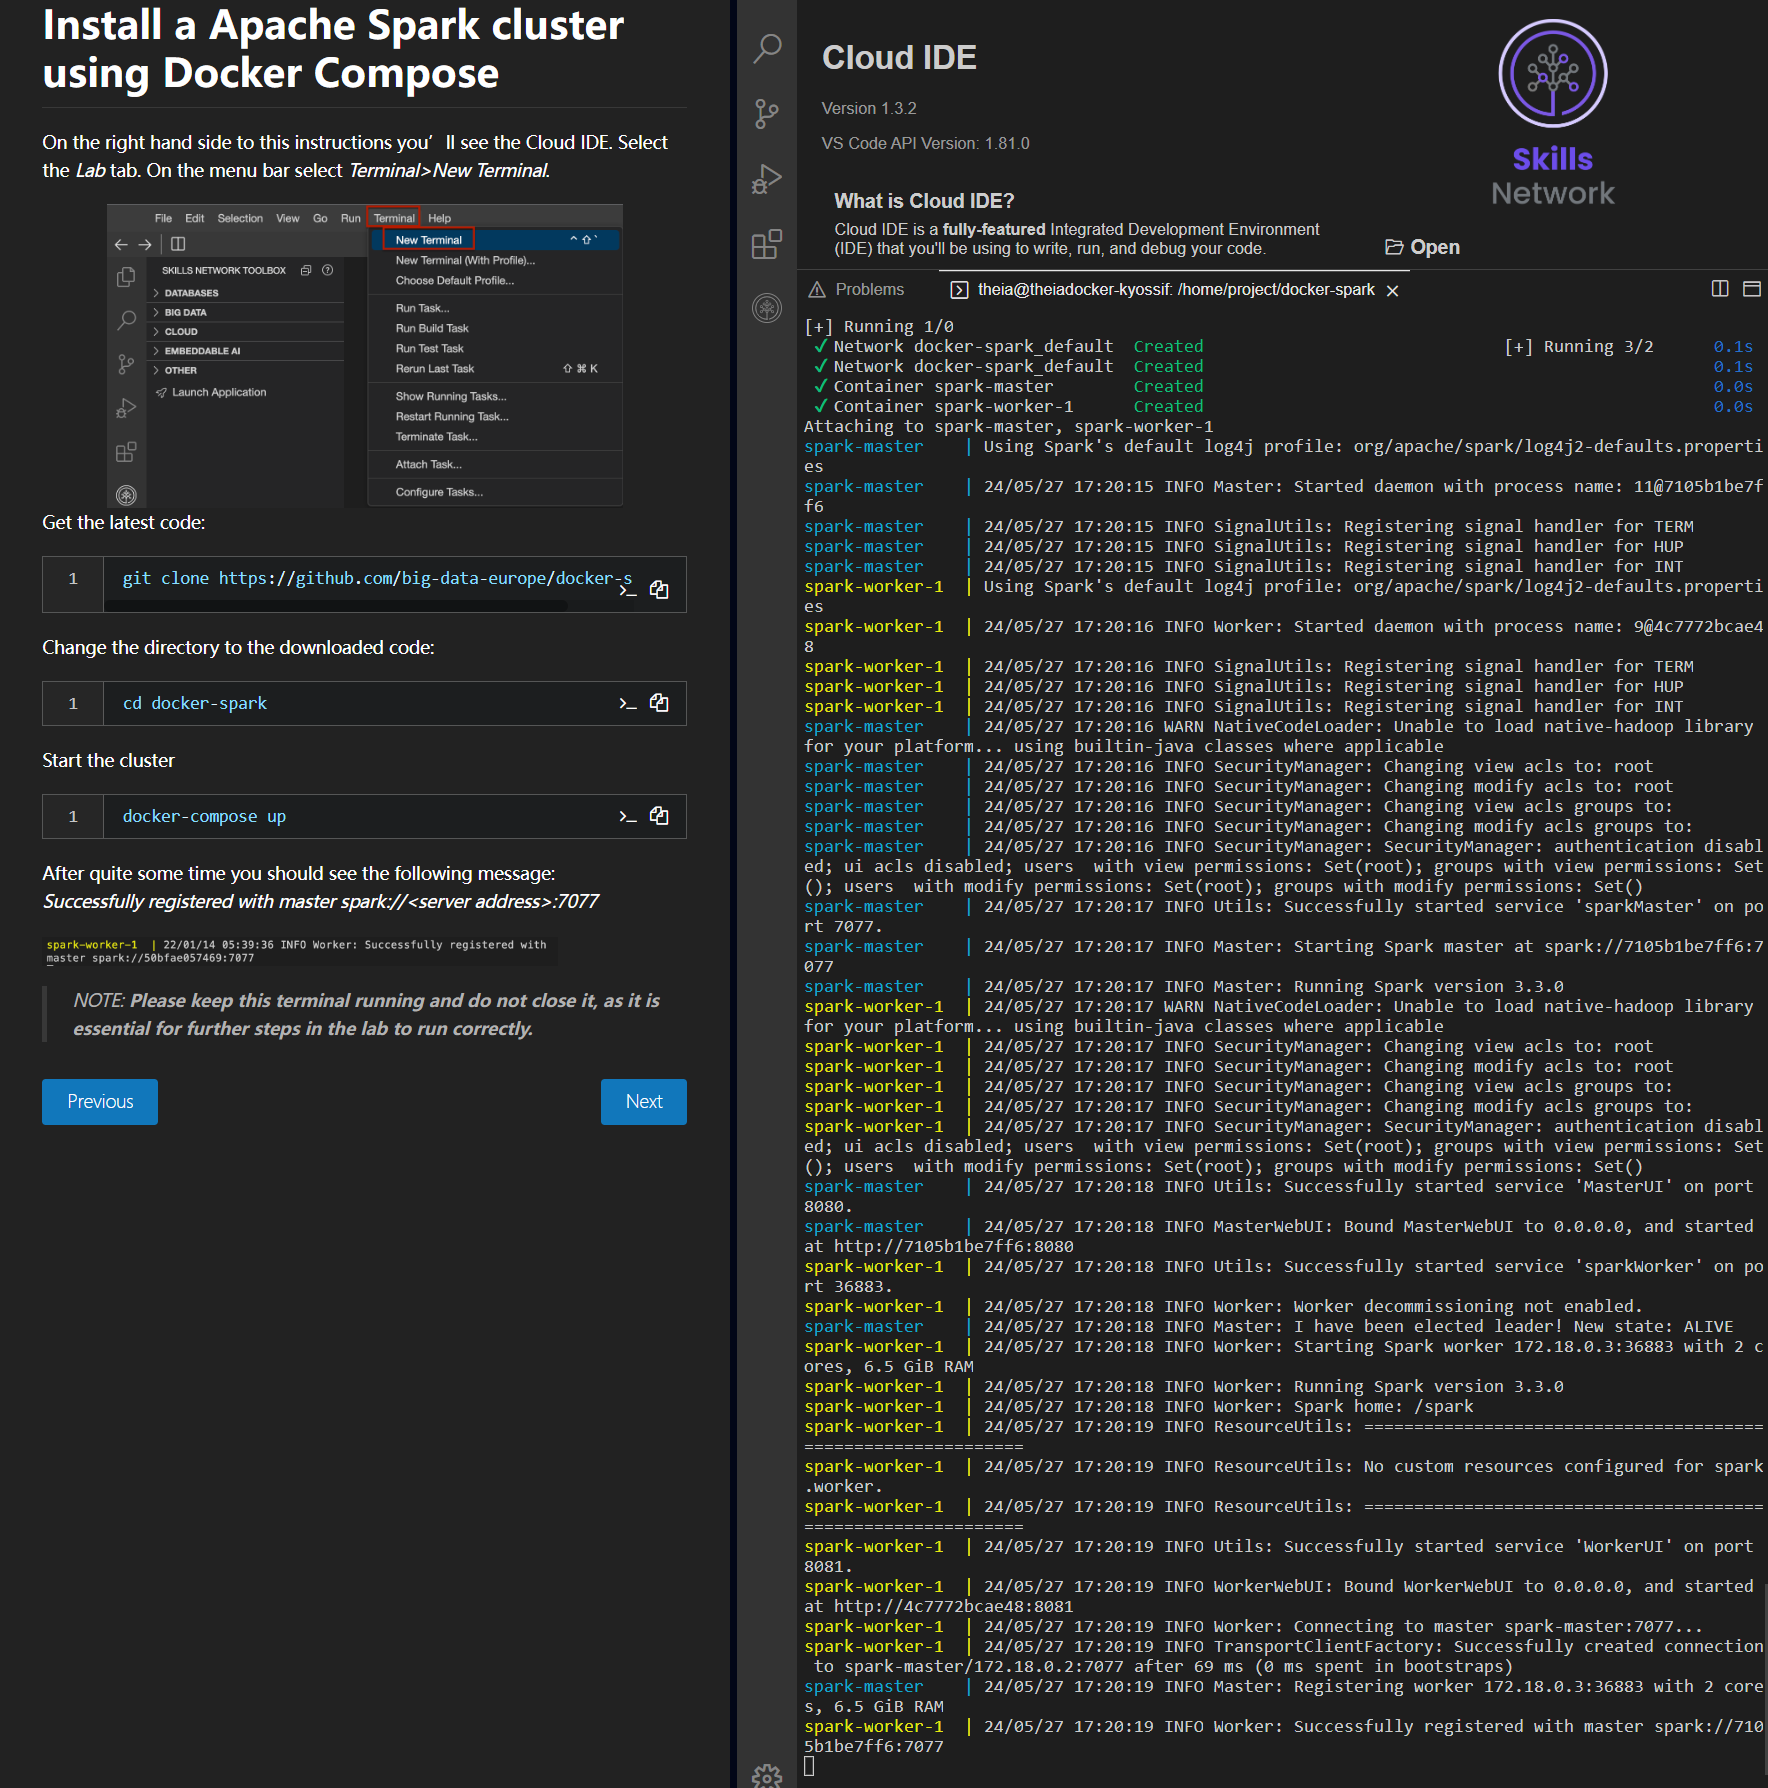 Install a Apache Spark cluster
using Docker Compose
On the right hand side to this instructions you’ll see the Cloud IDE. Select
the Lab tab. On the menu bar select Terminal>New Terminal.
File Edit Selection View Go Run Terminal Help
New Terminal ^⇧`
New Terminal (With Profile)...
SKILLS NETWORK TOOLBOX
Choose Default Profile...
DATABASES
BIG DATA
Run Task...
CLOUD
Run Build Task
EMBEDDABLE AI
Run Test Task
OTHER
Rerun Last Task ⇧⌘K
Launch Application
Show Running Tasks...
Restart Running Task...
Terminate Task...
Attach Task...
Configure Tasks...
Get the latest code:
1 git clone https://github.com/big-data-europe/docker-s
Change the directory to the downloaded code:
1 cd docker-spark
Start the cluster
1 docker-compose up
After quite some time you should see the following message:
Successfully registered with master spark://<server address>:7077
spark-worker-1 | 22/01/14 05:39:36 INFO Worker: Successfully registered with
master spark://50bfae057469:7077
NOTE: Please keep this terminal running and do not close it, as it is
essential for further steps in the lab to run correctly.
Previous Next
Cloud IDE
Version 1.3.2
VS Code API Version: 1.81.0
Skills
Network
What is Cloud IDE?
Cloud IDE is a fully-featured Integrated Development Environment
(IDE) that you'll be using to write, run, and debug your code.
Open
Problems theia@theiadocker-kyossif: /home/project/docker-spark
[+] Running 1/0
✓ Network docker-spark_default Created [+] Running 3/2 0.1s
✓ Network docker-spark_default Created 0.1s
✓ Container spark-master Created 0.0s
✓ Container spark-worker-1 Created 0.0s
Attaching to spark-master, spark-worker-1
spark-master | Using Spark's default log4j profile: org/apache/spark/log4j2-defaults.properti
es
spark-master | 24/05/27 17:20:15 INFO Master: Started daemon with process name: 11@7105b1be7f
f6
spark-master | 24/05/27 17:20:15 INFO SignalUtils: Registering signal handler for TERM
spark-master | 24/05/27 17:20:15 INFO SignalUtils: Registering signal handler for HUP
spark-master | 24/05/27 17:20:15 INFO SignalUtils: Registering signal handler for INT
spark-worker-1 | Using Spark's default log4j profile: org/apache/spark/log4j2-defaults.properti
es
spark-worker-1 | 24/05/27 17:20:16 INFO Worker: Started daemon with process name: 9@4c7772bcae4
8
spark-worker-1 | 24/05/27 17:20:16 INFO SignalUtils: Registering signal handler for TERM
spark-worker-1 | 24/05/27 17:20:16 INFO SignalUtils: Registering signal handler for HUP
spark-worker-1 | 24/05/27 17:20:16 INFO SignalUtils: Registering signal handler for INT
spark-master | 24/05/27 17:20:16 WARN NativeCodeLoader: Unable to load native-hadoop library
for your platform... using builtin-java classes where applicable
spark-master | 24/05/27 17:20:16 INFO SecurityManager: Changing view acls to: root
spark-master | 24/05/27 17:20:16 INFO SecurityManager: Changing modify acls to: root
spark-master | 24/05/27 17:20:16 INFO SecurityManager: Changing view acls groups to:
spark-master | 24/05/27 17:20:16 INFO SecurityManager: Changing modify acls groups to:
spark-master | 24/05/27 17:20:16 INFO SecurityManager: SecurityManager: authentication disabl
ed; ui acls disabled; users  with view permissions: Set(root); groups with view permissions: Set
(); users  with modify permissions: Set(root); groups with modify permissions: Set()
spark-master | 24/05/27 17:20:17 INFO Utils: Successfully started service 'sparkMaster' on po
rt 7077.
spark-master | 24/05/27 17:20:17 INFO Master: Starting Spark master at spark://7105b1be7ff6:7
077
spark-master | 24/05/27 17:20:17 INFO Master: Running Spark version 3.3.0
spark-worker-1 | 24/05/27 17:20:17 WARN NativeCodeLoader: Unable to load native-hadoop library
for your platform... using builtin-java classes where applicable
spark-worker-1 | 24/05/27 17:20:17 INFO SecurityManager: Changing view acls to: root
spark-worker-1 | 24/05/27 17:20:17 INFO SecurityManager: Changing modify acls to: root
spark-worker-1 | 24/05/27 17:20:17 INFO SecurityManager: Changing view acls groups to:
spark-worker-1 | 24/05/27 17:20:17 INFO SecurityManager: Changing modify acls groups to:
spark-worker-1 | 24/05/27 17:20:17 INFO SecurityManager: SecurityManager: authentication disabl
ed; ui acls disabled; users  with view permissions: Set(root); groups with view permissions: Set
(); users  with modify permissions: Set(root); groups with modify permissions: Set()
spark-master | 24/05/27 17:20:18 INFO Utils: Successfully started service 'MasterUI' on port
8080.
spark-master | 24/05/27 17:20:18 INFO MasterWebUI: Bound MasterWebUI to 0.0.0.0, and started
at http://7105b1be7ff6:8080
spark-worker-1 | 24/05/27 17:20:18 INFO Utils: Successfully started service 'sparkWorker' on po
rt 36883.
spark-worker-1 | 24/05/27 17:20:18 INFO Worker: Worker decommissioning not enabled.
spark-master | 24/05/27 17:20:18 INFO Master: I have been elected leader! New state: ALIVE
spark-worker-1 | 24/05/27 17:20:18 INFO Worker: Starting Spark worker 172.18.0.3:36883 with 2 c
ores, 6.5 GiB RAM
spark-worker-1 | 24/05/27 17:20:18 INFO Worker: Running Spark version 3.3.0
spark-worker-1 | 24/05/27 17:20:18 INFO Worker: Spark home: /spark
spark-worker-1 | 24/05/27 17:20:19 INFO ResourceUtils: ========================================
======================
spark-worker-1 | 24/05/27 17:20:19 INFO ResourceUtils: No custom resources configured for spark
.worker.
spark-worker-1 | 24/05/27 17:20:19 INFO ResourceUtils: ========================================
======================
spark-worker-1 | 24/05/27 17:20:19 INFO Utils: Successfully started service 'WorkerUI' on port
8081.
spark-worker-1 | 24/05/27 17:20:19 INFO WorkerWebUI: Bound WorkerWebUI to 0.0.0.0, and started
at http://4c7772bcae48:8081
spark-worker-1 | 24/05/27 17:20:19 INFO Worker: Connecting to master spark-master:7077...
spark-worker-1 | 24/05/27 17:20:19 INFO TransportClientFactory: Successfully created connection
to spark-master/172.18.0.2:7077 after 69 ms (0 ms spent in bootstraps)
spark-master | 24/05/27 17:20:19 INFO Master: Registering worker 172.18.0.3:36883 with 2 core
s, 6.5 GiB RAM
spark-worker-1 | 24/05/27 17:20:19 INFO Worker: Successfully registered with master spark://710
5b1be7ff6:7077